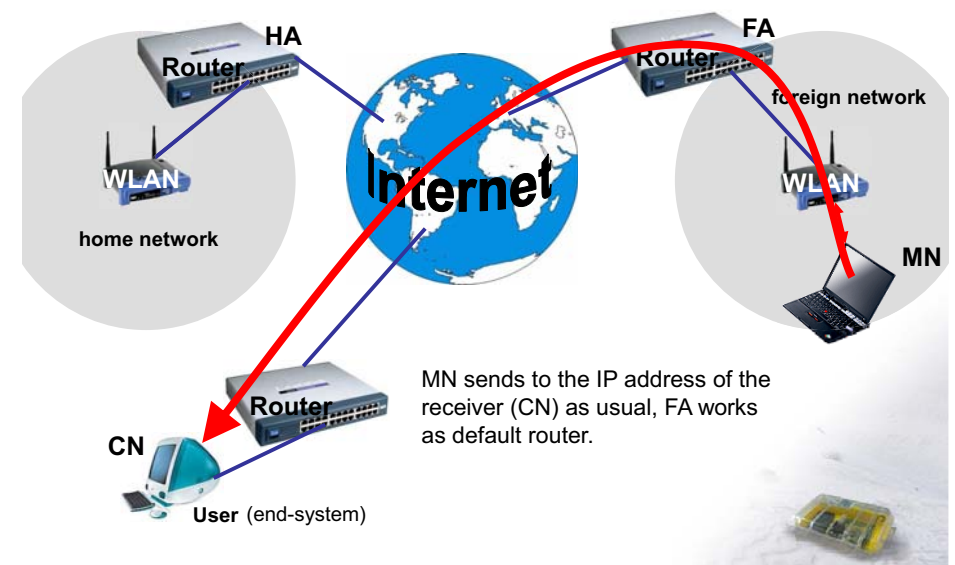 HA
FA
Router
Router
foreign network
WLAN
Internet
WLAN
home network
MN
MN sends to the IP address of the
receiver (CN) as usual, FA works
as default router.
Router
CN
User (end-system)